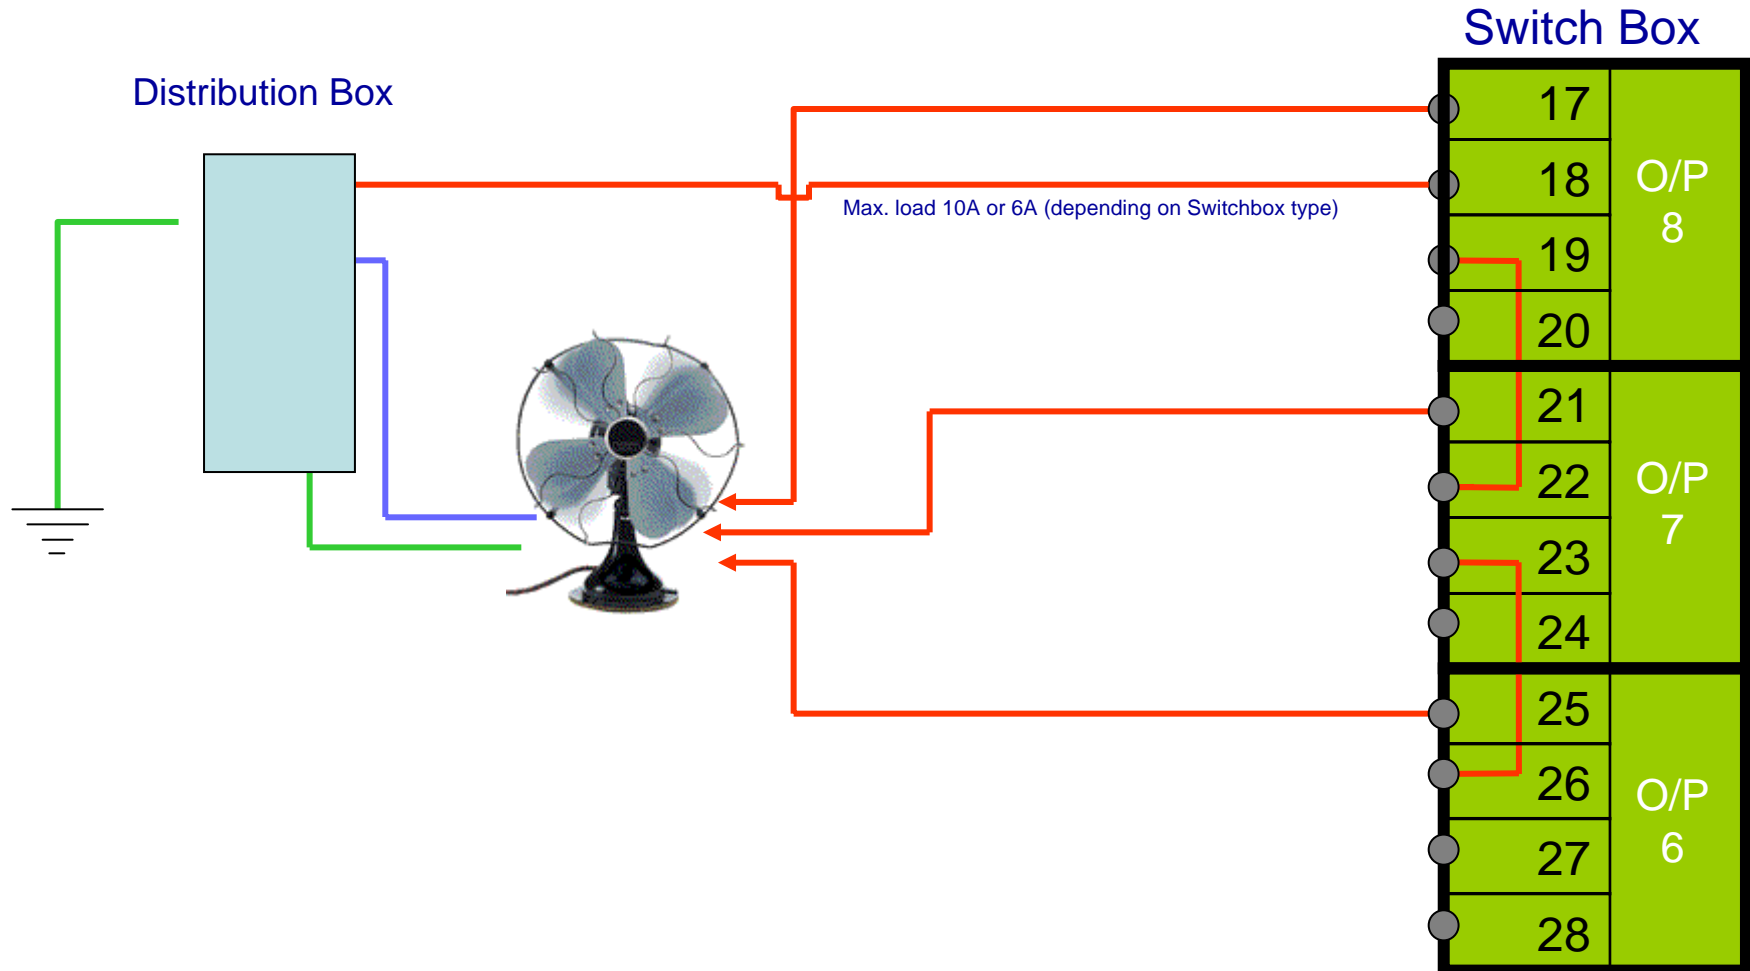 Switch Box
Distribution Box
17
18
O/P
8
Max. load 10A or 6A (depending on Switchbox type)
19
20
21
22
O/P
7
23
24
25
26
O/P
6
27
28